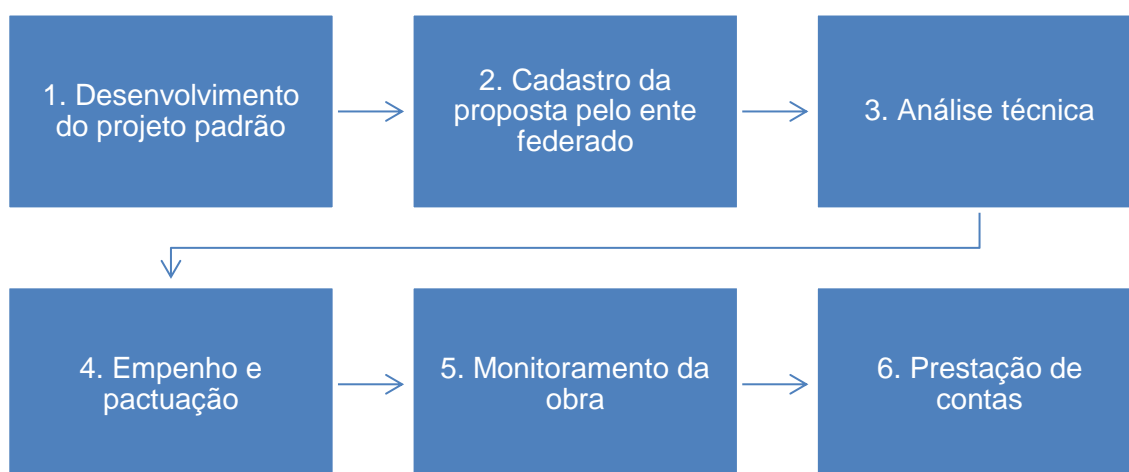 1. Desenvolvimento
do projeto padrão
2. Cadastro da
proposta pelo ente
federado
3. Análise técnica
4. Empenho e
pactuação
5. Monitoramento da
obra
6. Prestação de
contas